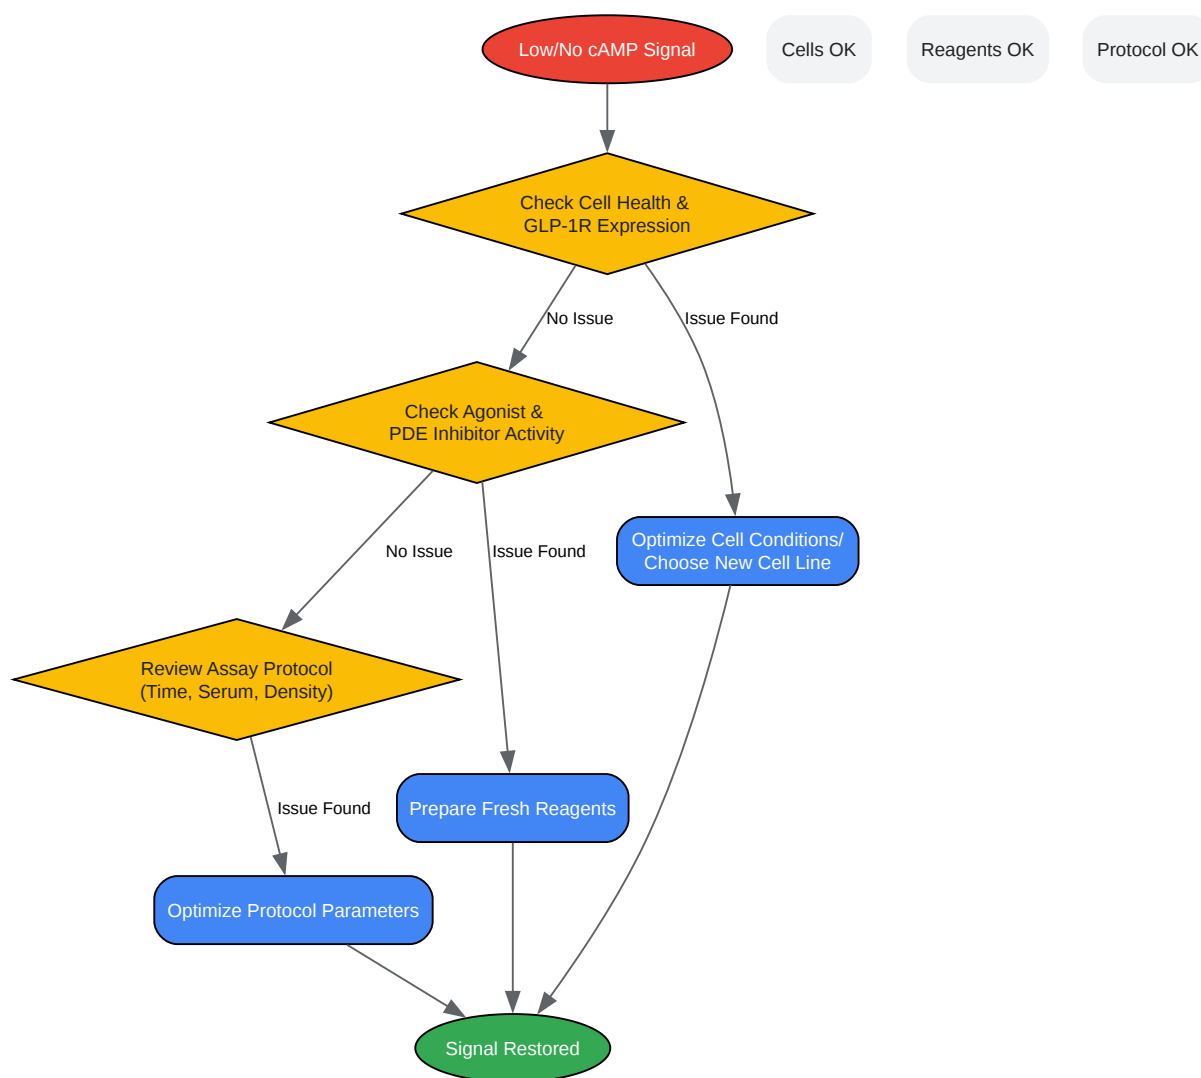 Low/No cAMP Signal
Cells OK
Reagents OK
Protocol OK
Check Cell Health &
GLP-1R Expression
No Issue
Issue Found
Check Agonist &
PDE Inhibitor Activity
No Issue
Issue Found
Optimize Cell Conditions/
Choose New Cell Line
Review Assay Protocol
(Time, Serum, Density)
Issue Found
Prepare Fresh Reagents
Optimize Protocol Parameters
Signal Restored